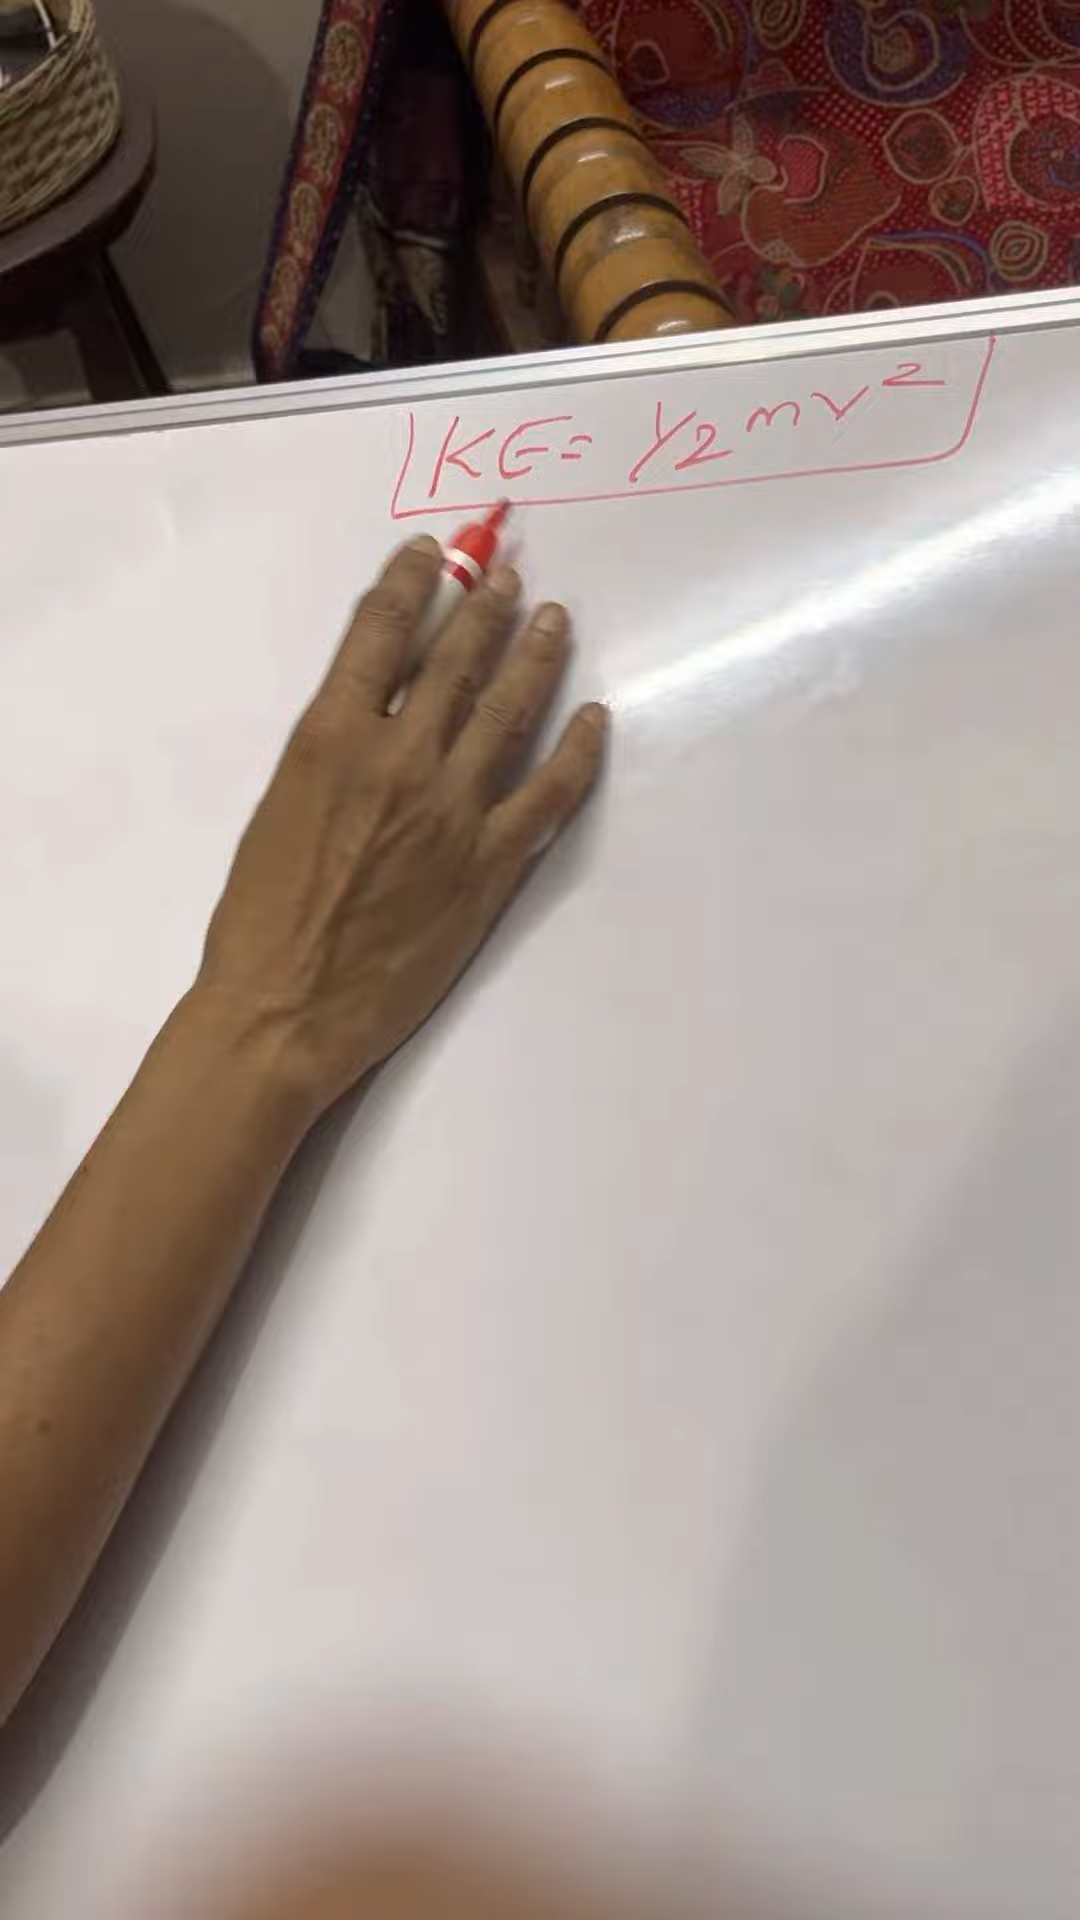 KE = 1/2 mv²